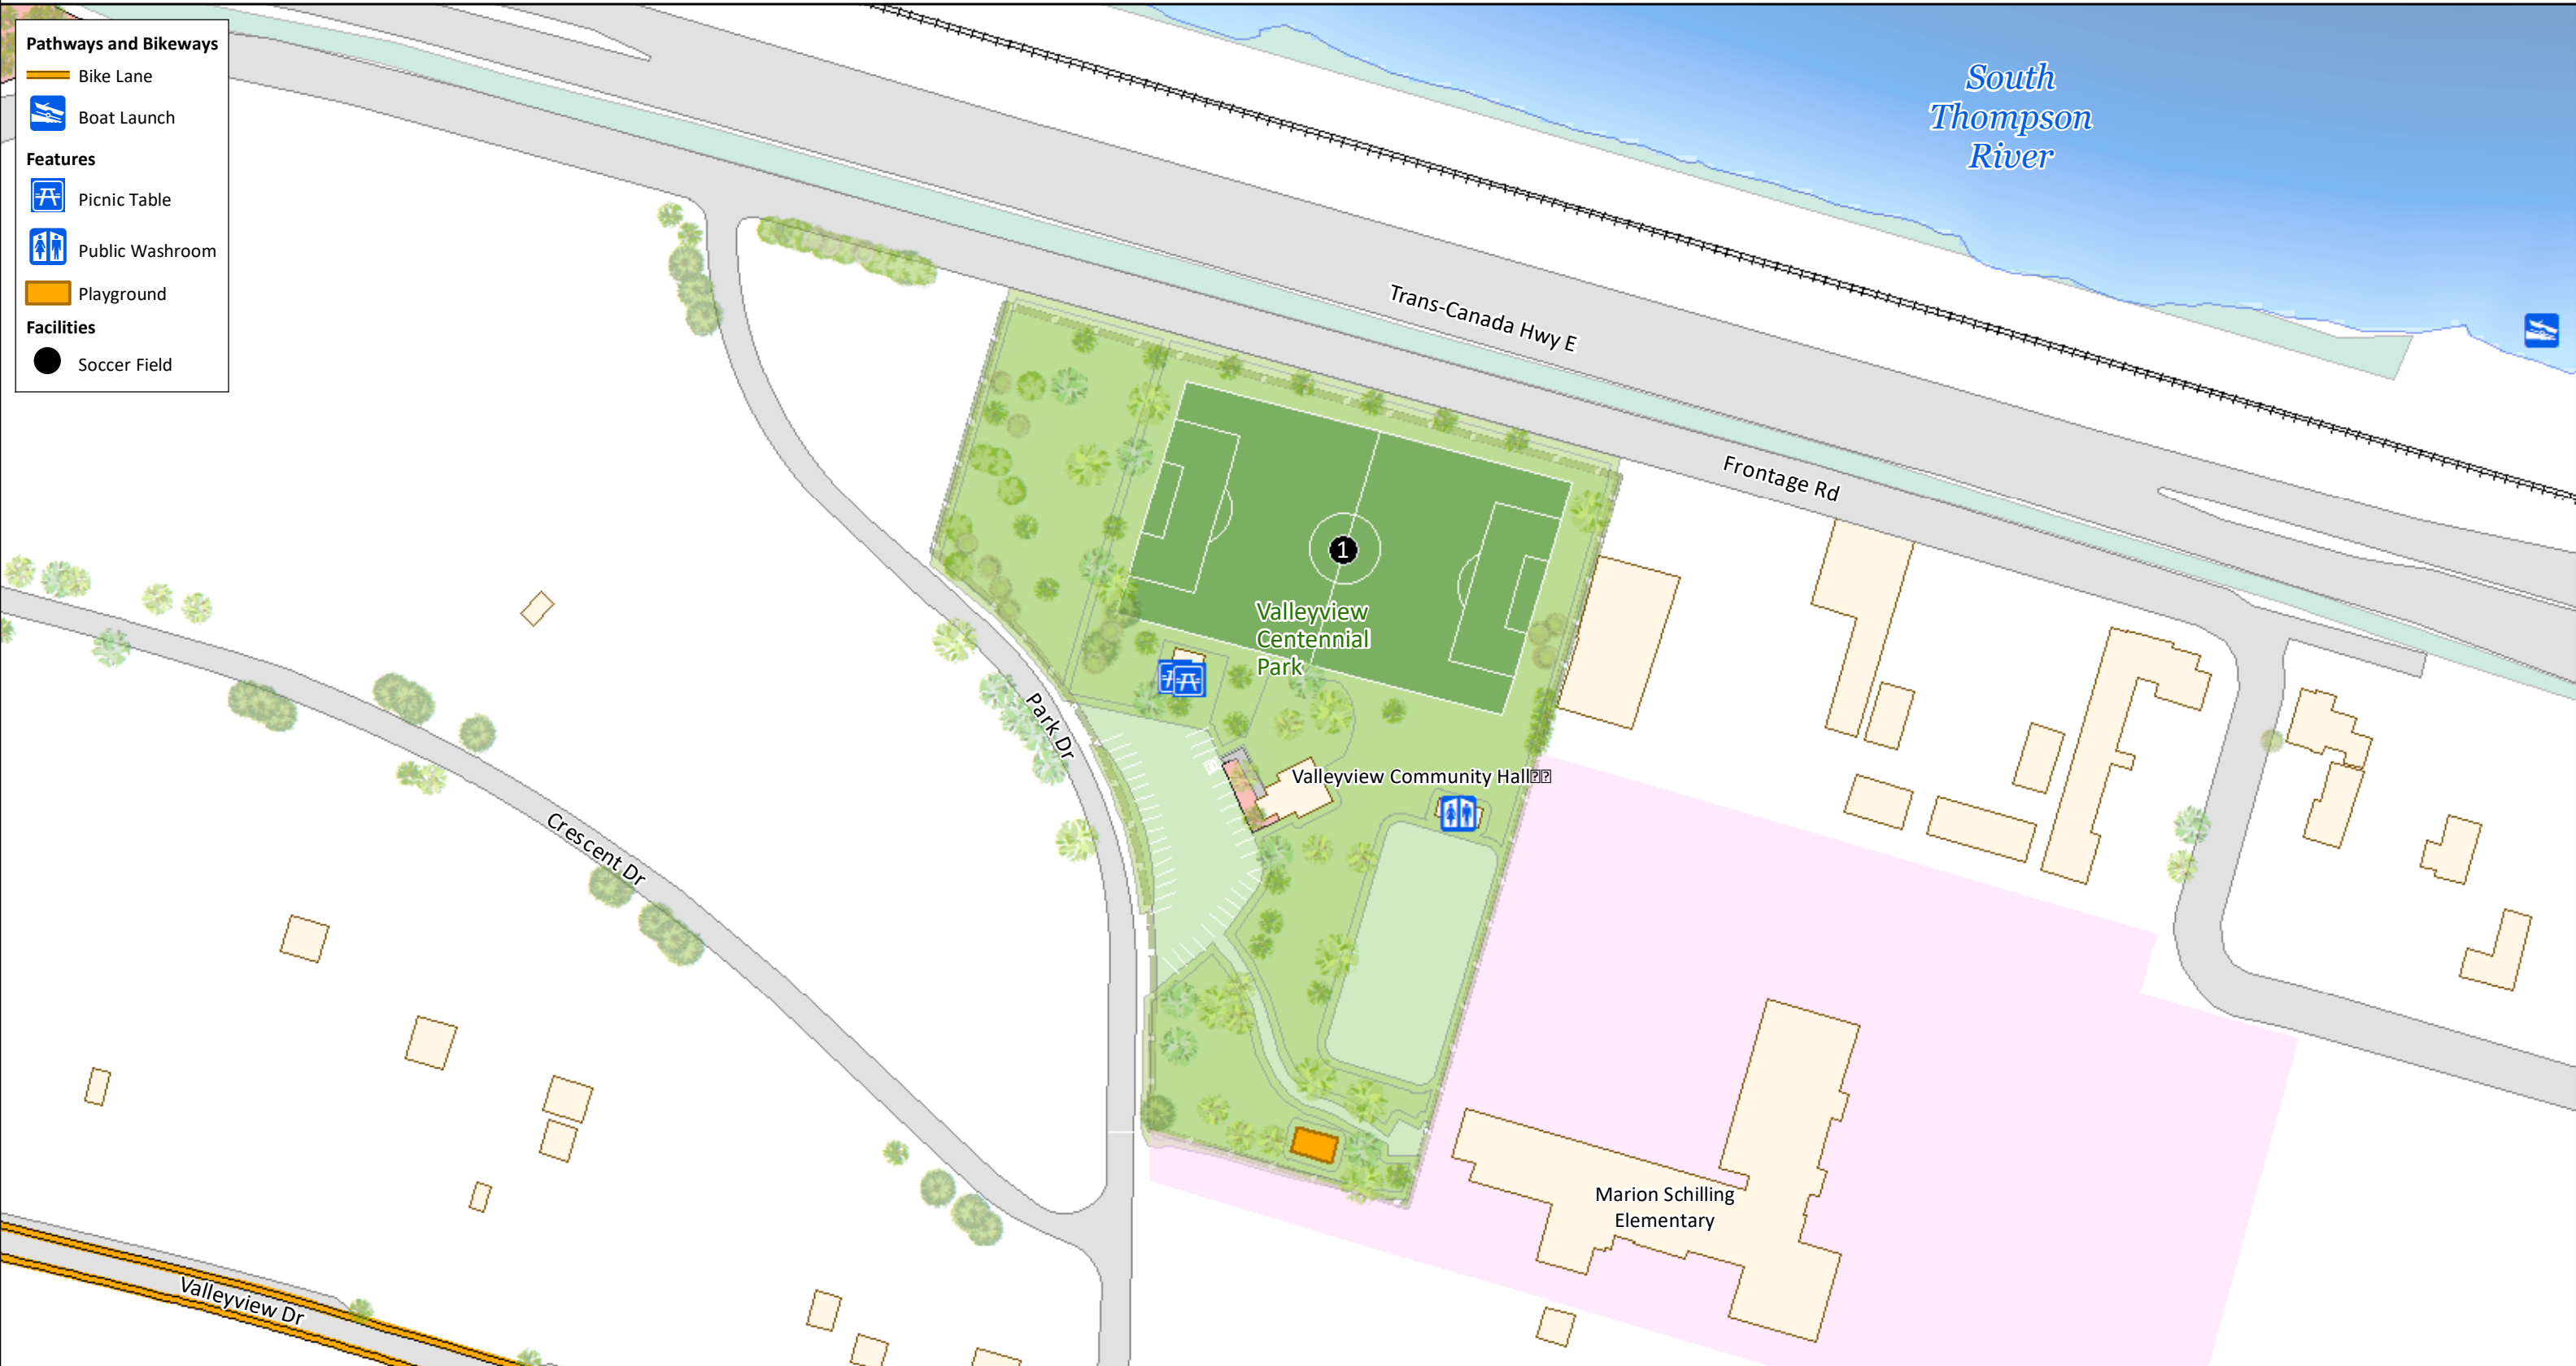 Pathways and Bikeways
Bike Lane
Boat Launch
Features
Picnic Table
Public Washroom
Playground
Facilities
Soccer Field
South
Thompson
River
Trans-Canada Hwy E
Frontage Rd
1
Valleyview
Centennial
Park
Park Dr
Valleyview Community Hall
Crescent Dr
Marion Schilling
Elementary
Valleyview Dr